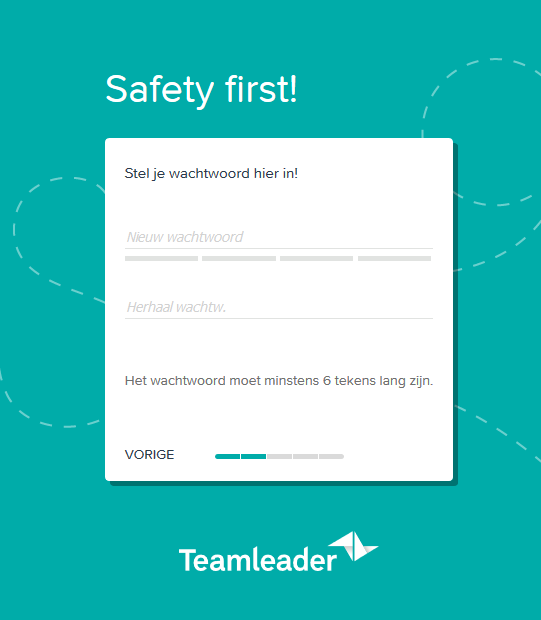 Safety first!
Stel je wachtwoord hier in!
Nieuw wachtwoord
Herhaal wachtw.
Het wachtwoord moet minstens 6 tekens lang zijn.
VORIGE
Teamleader